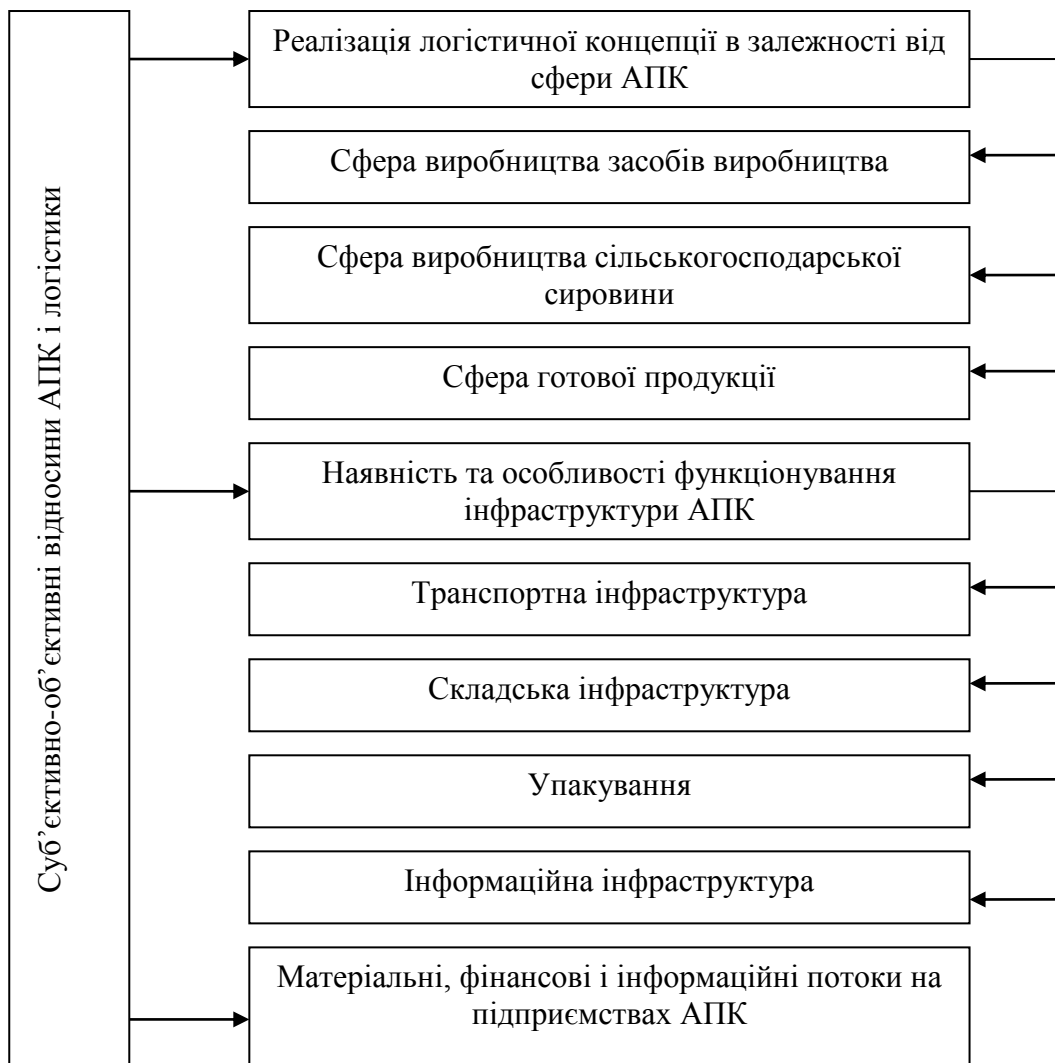 Суб’єктивно-об’єктивні відносини АПК і логістики
Реалізація логістичної концепції в залежності від
сфери АПК
Сфера виробництва засобів виробництва
Сфера виробництва сільськогосподарської
сировини
Сфера готової продукції
Наявність та особливості функціонування
інфраструктури АПК
Транспортна інфраструктура
Складська інфраструктура
Упакування
Інформаційна інфраструктура
Матеріальні, фінансові і інформаційні потоки на
підприємствах АПК